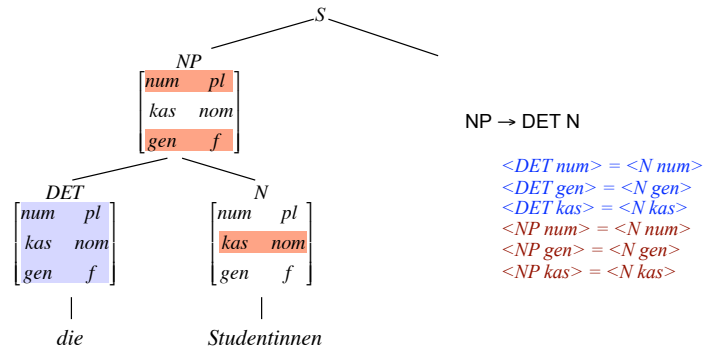 S
NP
num pl
kas nom
gen f
NP → DET N
<DET num> = <N num>
<DET gen> = <N gen>
<DET kas> = <N kas>
<NP num> = <N num>
<NP gen> = <N gen>
<NP kas> = <N kas>
DET
num pl
kas nom
gen f
N
num pl
kas nom
gen f
die
Studentinnen